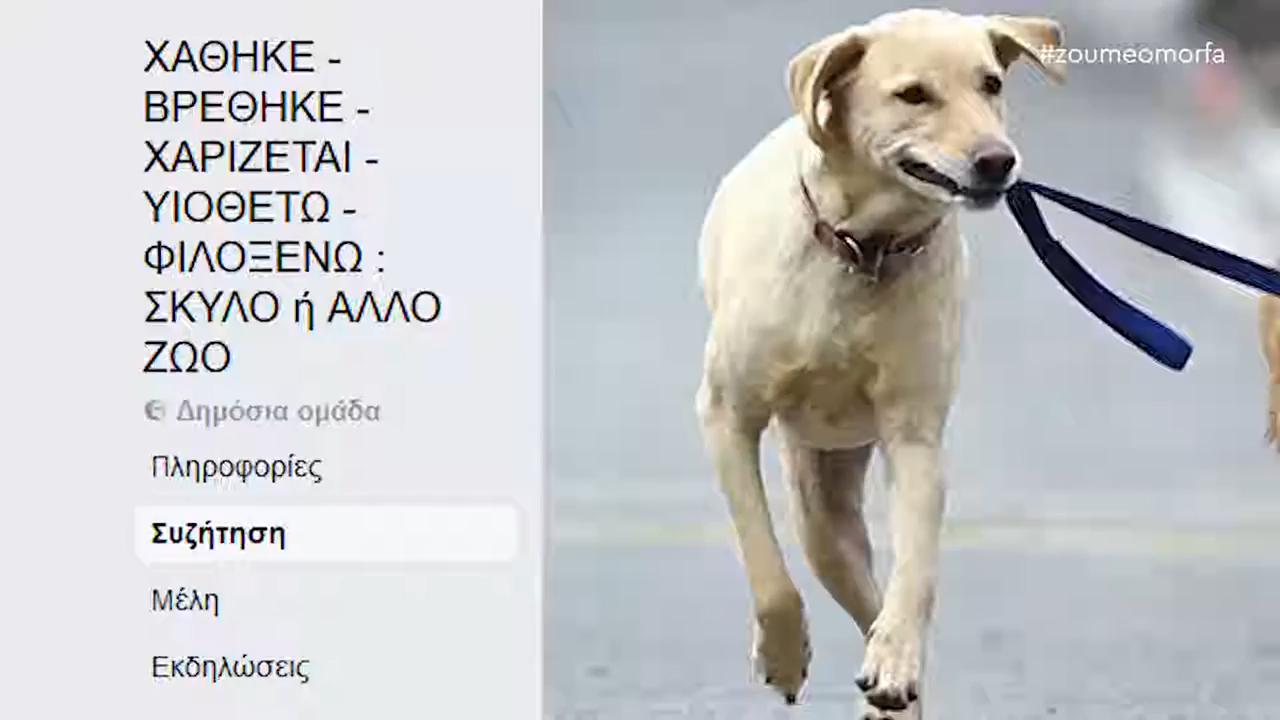 ΧΑΘΗΚΕ -
ΒΡΕΘΗΚΕ -
ΧΑΡΙΖΕΤΑΙ -
ΥΙΟΘΕΤΩ -
ΦΙΛΟΞΕΝΩ :
ΣΚΥΛΟ ή ΑΛΛΟ
ΖΩΟ
Δημόσια ομάδα
Πληροφορίες
Συζήτηση
Μέλη
Εκδηλώσεις
#zoumeomorfa